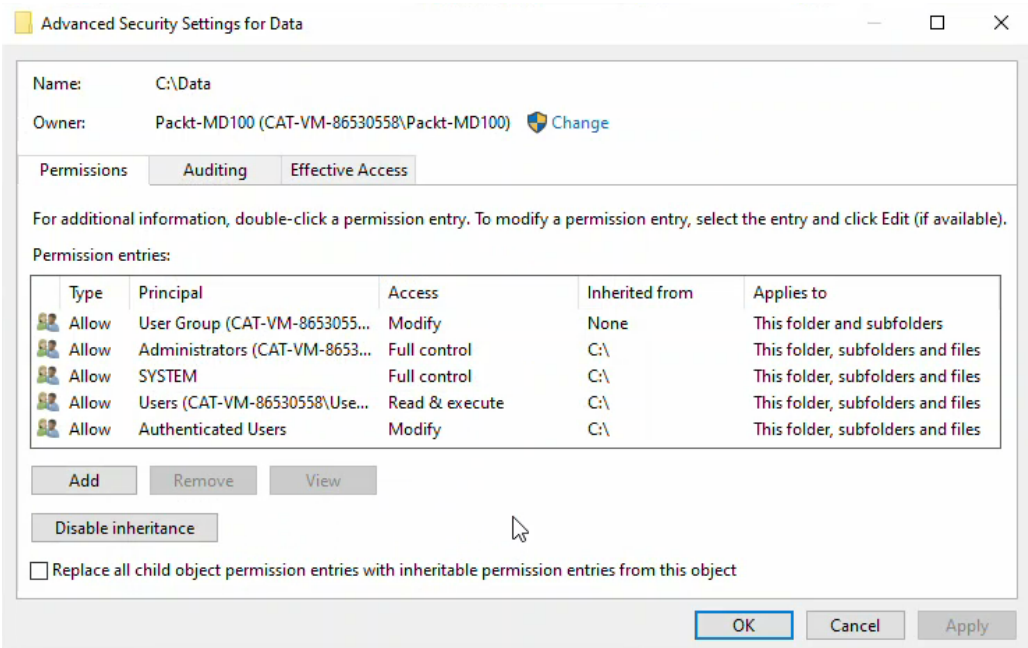 Advanced Security Settings for Data
Name: C:\Data
Owner: Packt-MD100 (CAT-VM-86530558\Packt-MD100) Change
Permissions Auditing Effective Access
For additional information, double-click a permission entry. To modify a permission entry, select the entry and click Edit (if available).
Permission entries:
Type Principal Access Inherited from Applies to
Allow User Group (CAT-VM-8653055... Modify None This folder and subfolders
Allow Administrators (CAT-VM-8653... Full control C:\ This folder, subfolders and files
Allow SYSTEM Full control C:\ This folder, subfolders and files
Allow Users (CAT-VM-86530558\Use... Read & execute C:\ This folder, subfolders and files
Allow Authenticated Users Modify C:\ This folder, subfolders and files
Add Remove View
Disable inheritance
Replace all child object permission entries with inheritable permission entries from this object
OK Cancel Apply